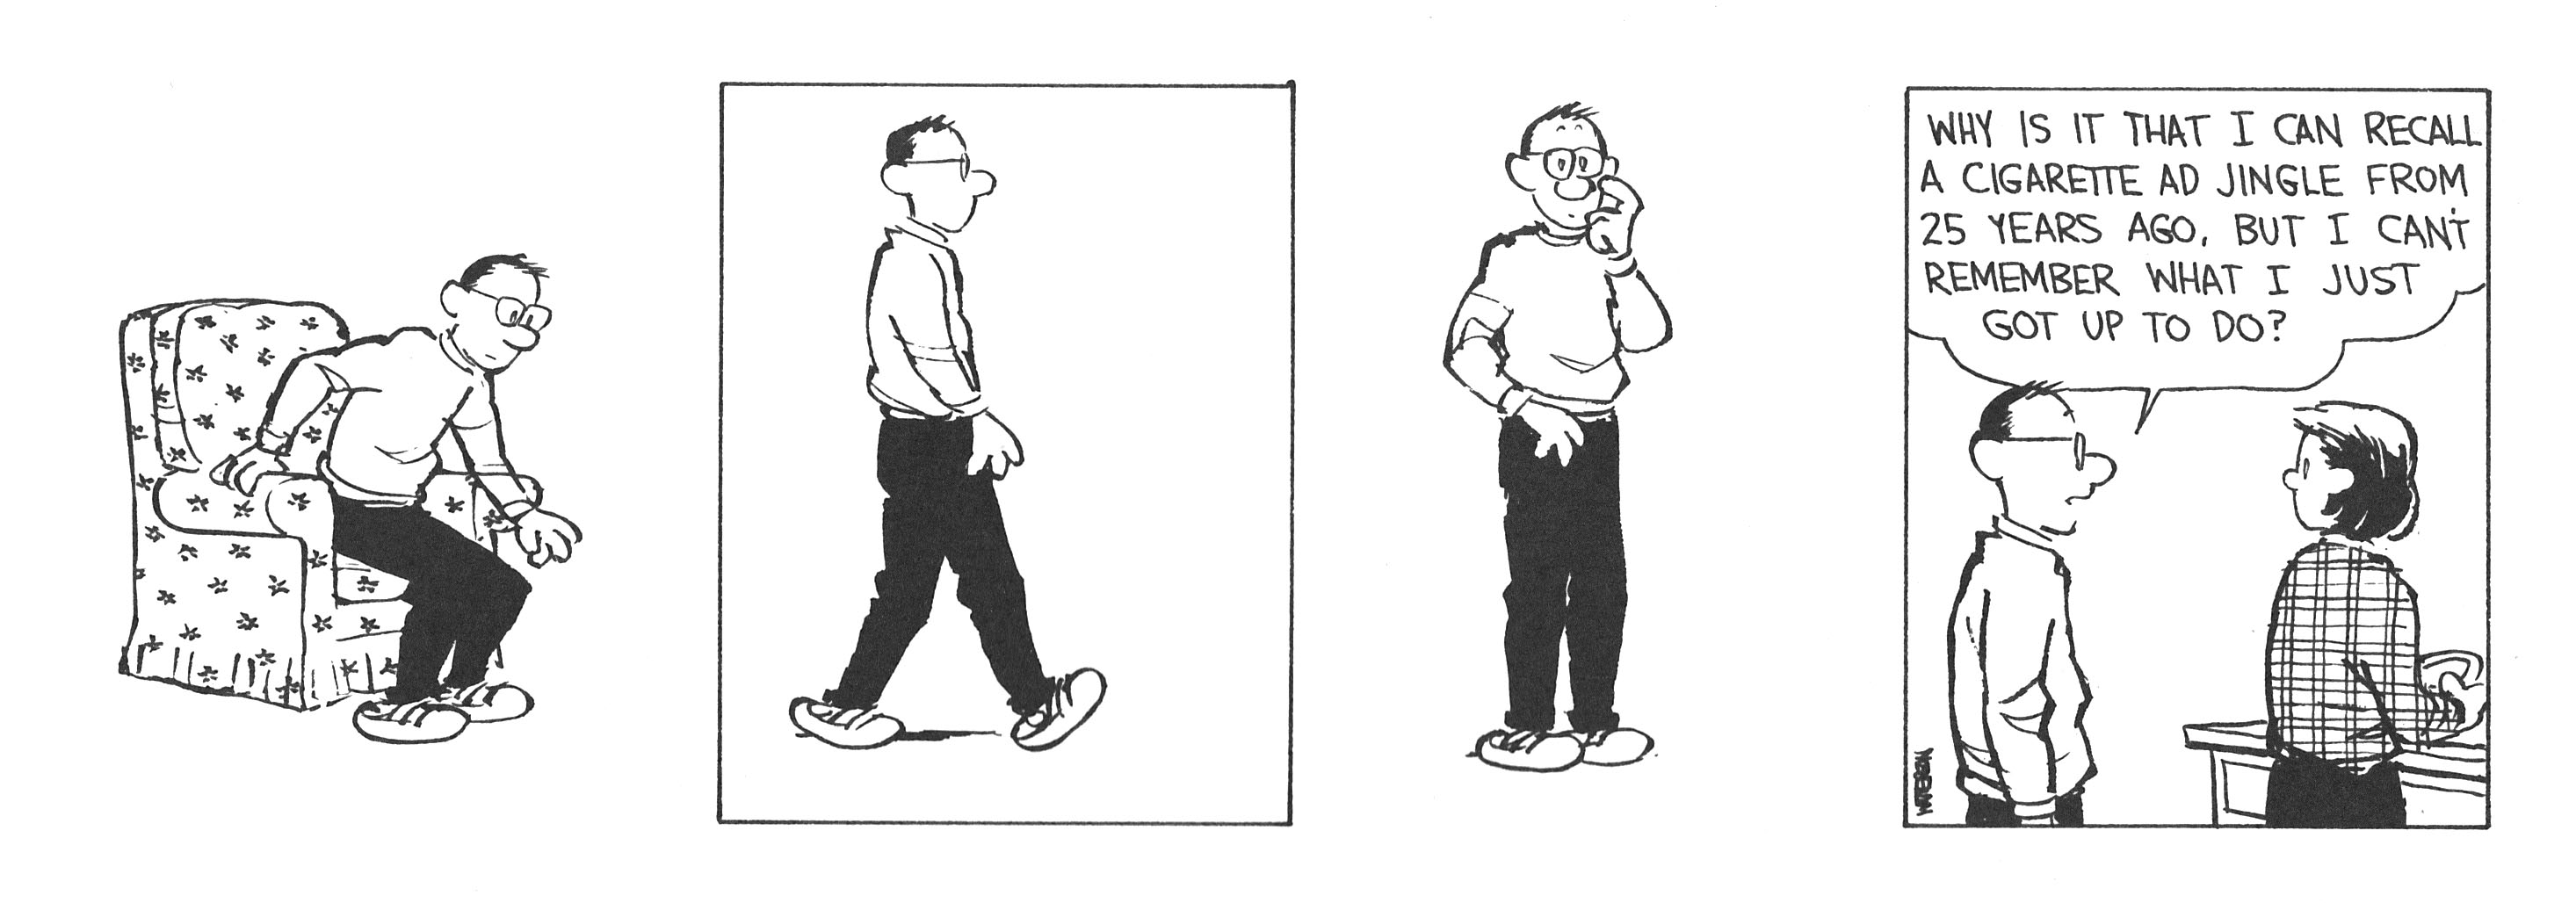 WHY IS IT THAT I CAN RECALL
A CIGARETTE AD JINGLE FROM
25 YEARS AGO, BUT I CAN'T
REMEMBER WHAT I JUST
GOT UP TO DO?